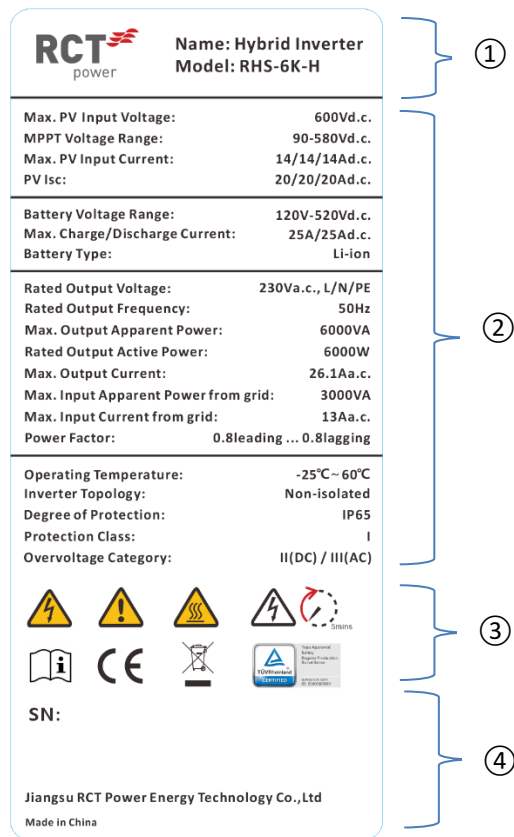 RCT
power
Name: Hybrid Inverter
Model: RHS-6K-H
①
Max. PV Input Voltage: 600Vd.c.
MPPT Voltage Range: 90-580Vd.c.
Max. PV Input Current: 14/14/14Ad.c.
PV Isc: 20/20/20Ad.c.
Battery Voltage Range: 120V-520Vd.c.
Max. Charge/Discharge Current: 25A/25Ad.c.
Battery Type: Li-ion
Rated Output Voltage: 230Va.c., L/N/PE
Rated Output Frequency: 50Hz
Max. Output Apparent Power: 6000VA
Rated Output Active Power: 6000W
Max. Output Current: 26.1Aa.c.
Max. Input Apparent Power from grid: 3000VA
Max. Input Current from grid: 13Aa.c.
Power Factor: 0.8leading ... 0.8lagging
②
Operating Temperature: -25℃~60℃
Inverter Topology: Non-isolated
Degree of Protection: IP65
Protection Class: I
Overvoltage Category: II(DC) / III(AC)
5mins
③
i
CE
TÜVRheinland
CERTIFIED
Type Approved
Safety
Regular Production
Surveillance
SN:
④
Jiangsu RCT Power Energy Technology Co.,Ltd
Made in China